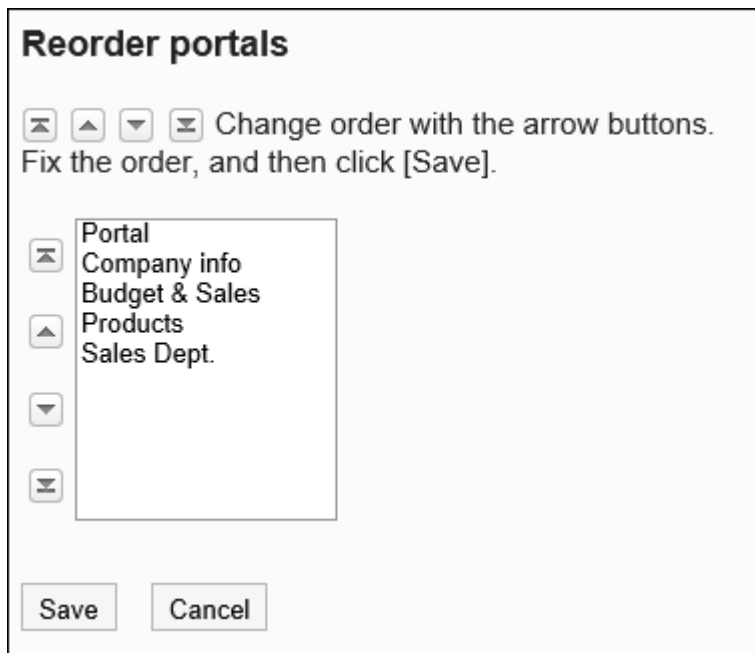 Reorder portals
Change order with the arrow buttons.
Fix the order, and then click [Save].
Portal
Company info
Budget & Sales
Products
Sales Dept.
Save
Cancel